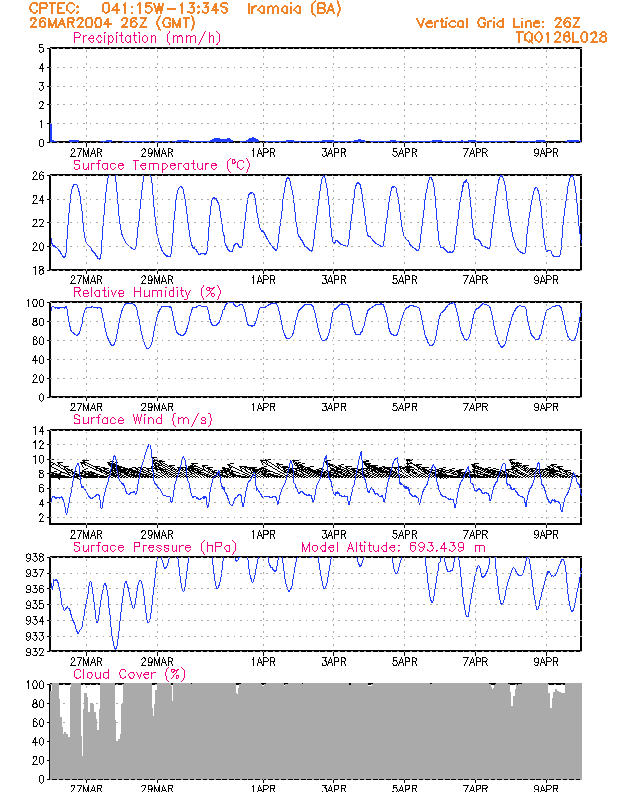 CPTEC: 041:15W-13:34S Iramaia (BA)
26MAR2004 26Z (GMT) Vertical Grid Line: 26Z
Precipitation (mm/h) TQ0126L028
5
4
3
2
1
0
27MAR 29MAR 1APR 3APR 5APR 7APR 9APR
Surface Temperature (ºC)
26
24
22
20
18
27MAR 29MAR 1APR 3APR 5APR 7APR 9APR
Relative Humidity (%)
100
80
60
40
20
0
27MAR 29MAR 1APR 3APR 5APR 7APR 9APR
Surface Wind (m/s)
14
12
10
8
6
4
2
27MAR 29MAR 1APR 3APR 5APR 7APR 9APR
Surface Pressure (hPa) Model Altitude: 693.439 m
938
937
936
935
934
933
932
27MAR 29MAR 1APR 3APR 5APR 7APR 9APR
Cloud Cover (%)
100
80
60
40
20
0
27MAR 29MAR 1APR 3APR 5APR 7APR 9APR